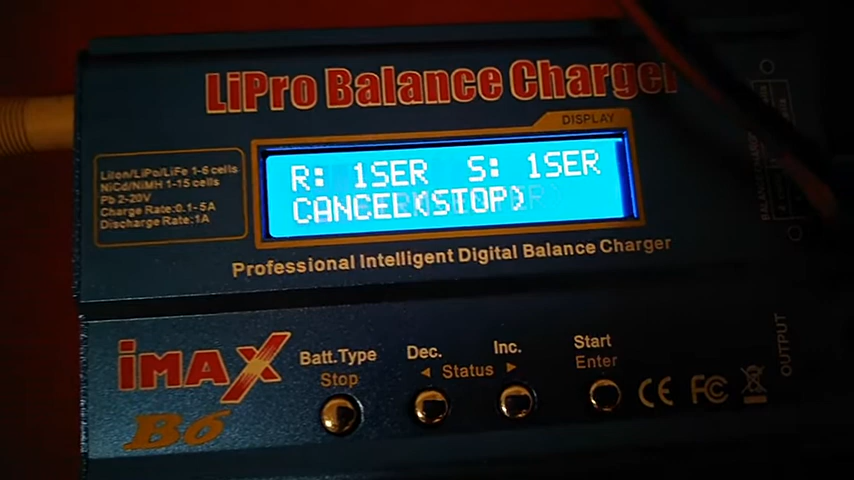 LiPro Balance Charger
DISPLAY
LiIon/LiPo/LiFe 1-6 cells
NiCd/NiMH 1-15 cells
Pb 2-20V
Charge Rate:0.1-5A
Discharge Rate:1A
R: 1SER S: 1SER
CANCEL(STOP)
Professional Intelligent Digital Balance Charger
iMAX
B6
Batt.Type
Stop
Dec.
Inc.
◄ Status ►
Start
Enter
CE FC
OUTPUT